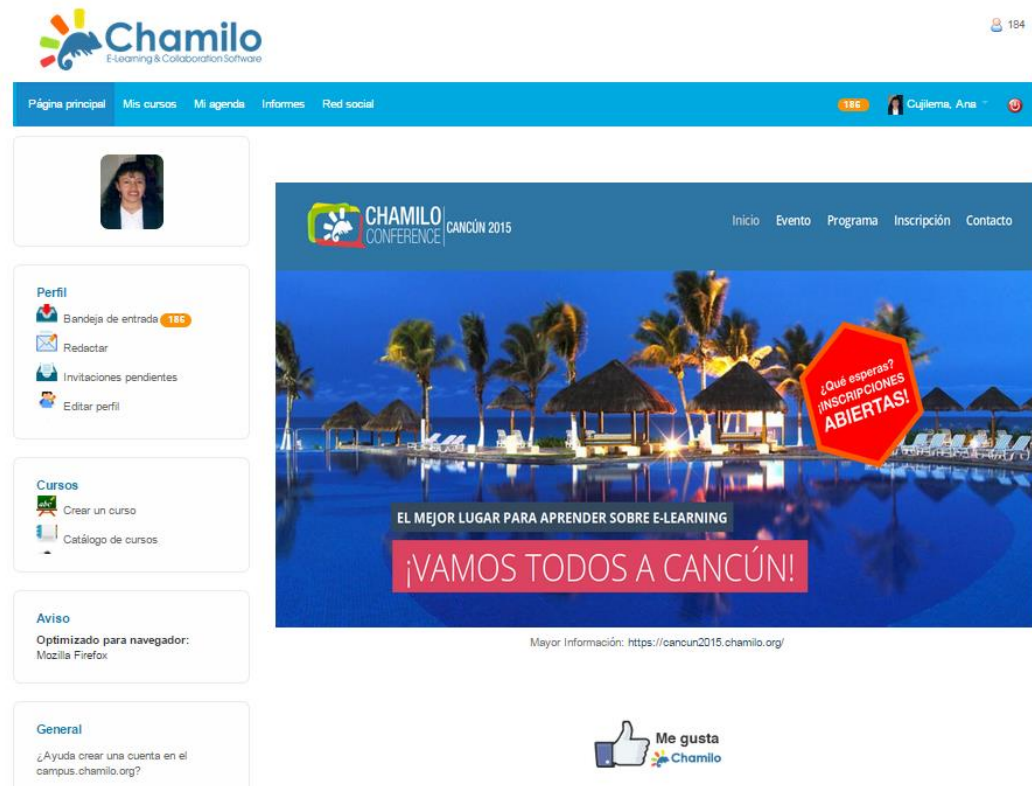 Chamilo
E-Learning & Collaboration Software
184
Página principal Mis cursos Mi agenda Informes Red social
186 Cujilema, Ana
Perfil
Bandeja de entrada 186
Redactar
Invitaciones pendientes
Editar perfil
Cursos
Crear un curso
Catálogo de cursos
Aviso
Optimizado para navegador:
Mozilla Firefox
General
¿Ayuda crear una cuenta en el
campus.chamilo.org?
CHAMILO
CONFERENCE
CANCÚN 2015
Inicio Evento Programa Inscripción Contacto
¿Qué esperas?
¡INSCRIPCIONES
ABIERTAS!
EL MEJOR LUGAR PARA APRENDER SOBRE E-LEARNING
¡VAMOS TODOS A CANCÚN!
Mayor Información: https://cancun2015.chamilo.org/
Me gusta
Chamilo